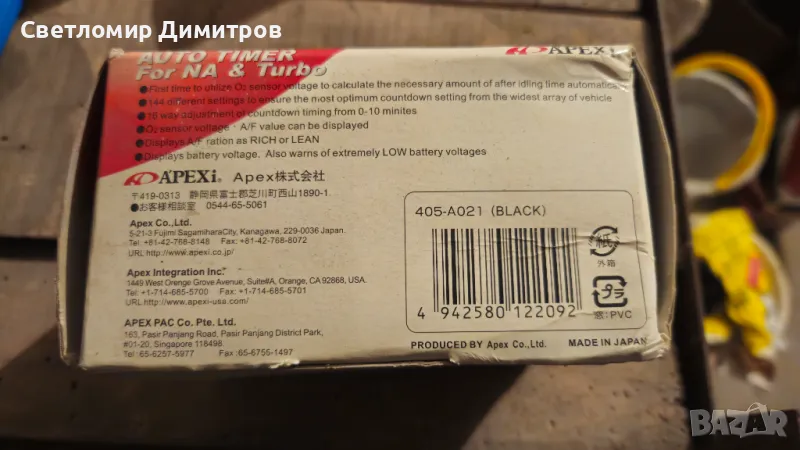 Светломир Димитров
AUTO TIMER
For NA & Turbo
APEXi
●First time to utilize O₂ sensor voltage to calculate the necessary amount of after idling time automatica
●144 different settings to ensure the most optimum countdown setting from the widest array of vehicle
●16 way adjustment of countdown timing from 0-10 minites
●O₂ sensor voltage・A/F value can be displayed
●Displays A/F ration as RICH or LEAN
●Displays battery voltage. Also warns of extremely LOW battery voltages
APEXi® Apex株式会社
〒419-0313 静岡県富士郡芝川町西山1890-1.
●お客様相談室 0544-65-5061
Apex Co.,Ltd.
5-21-3 Fujimi SagamiharaCity, Kanagawa, 229-0036 Japan.
Tel: +81-42-768-8148 Fax:+81-42-768-8072
URL http://www.apexi.co.jp/
Apex Integration Inc.
1449 West Orenge Grove Avenue, Suite#A, Orange, CA 92868, USA.
Tel: +1-714-685-5700 Fax:+1-714-685-5701
URL http://www.apexi-usa.com/
APEX PAC Co. Pte. Ltd.
163, Pasir Panjang Road, Pasir Panjang District Park,
#01-20, Singapore 118498
Tel: 65-6257-5977 Fax :65-6755-1497
405-A021 (BLACK)
4 942580 122092
紙
外箱
プラ
窓:PVC
PRODUCED BY Apex Co.,Ltd. MADE IN JAPAN
BAZAR